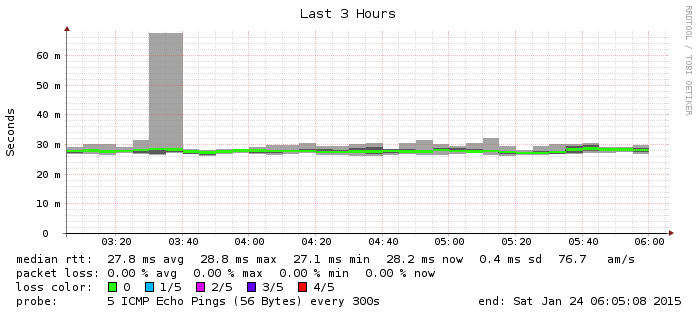 Last 3 Hours
RRDTOOL / TOBI OETIKER
Seconds
60 m
50 m
40 m
30 m
20 m
10 m
0
03:20 03:40 04:00 04:20 04:40 05:00 05:20 05:40 06:00
median rtt: 27.8 ms avg 28.8 ms max 27.1 ms min 28.2 ms now 0.4 ms sd 76.7 am/s
packet loss: 0.00 % avg 0.00 % max 0.00 % min 0.00 % now
loss color: 0 1/5 2/5 3/5 4/5
probe: 5 ICMP Echo Pings (56 Bytes) every 300s end: Sat Jan 24 06:05:08 2015